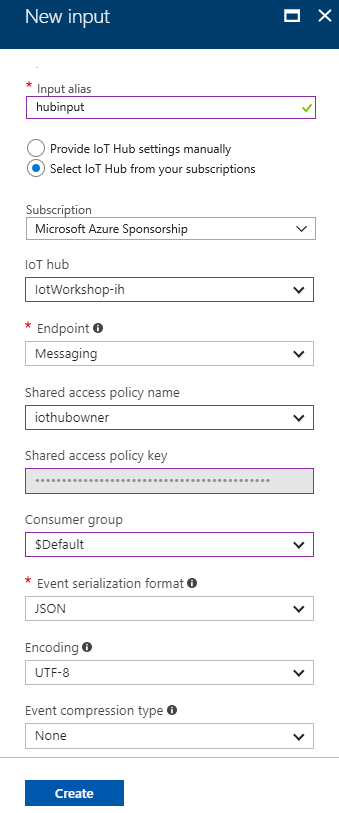 New input
* Input alias
hubinput
Provide IoT Hub settings manually
Select IoT Hub from your subscriptions
Subscription
Microsoft Azure Sponsorship
IoT hub
IotWorkshop-ih
* Endpoint
Messaging
Shared access policy name
iothubowner
Shared access policy key
••••••••••••••••••••••••••••••••••••••••••••
Consumer group
$Default
* Event serialization format
JSON
Encoding
UTF-8
Event compression type
None
Create